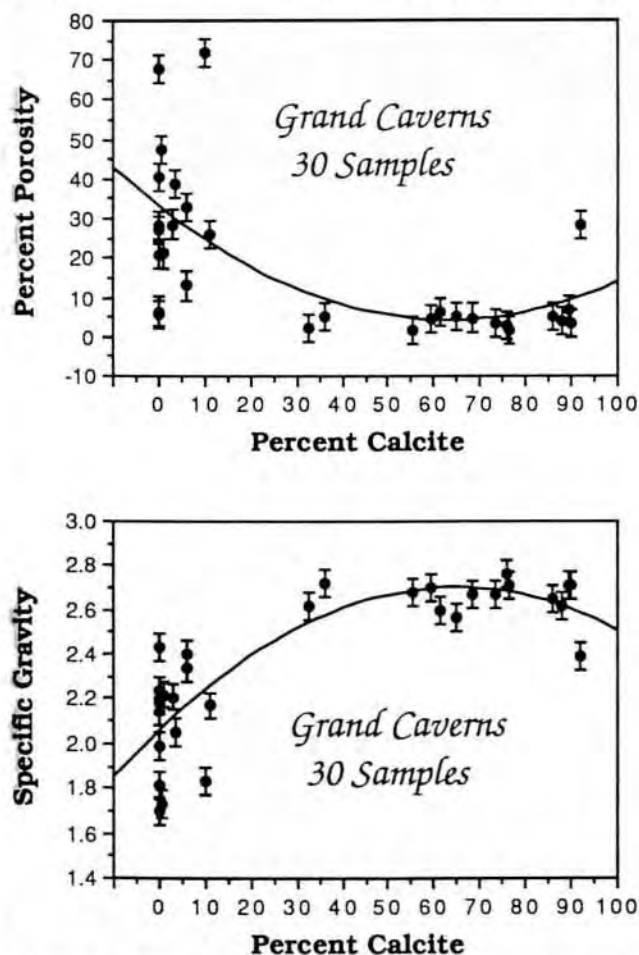 80
70
60
50
40
30
20
10
0
-10
Percent Porosity
Grand Caverns
30 Samples
0 10 20 30 40 50 60 70 80 90 100
Percent Calcite
3.0
2.8
2.6
2.4
2.2
2.0
1.8
1.6
1.4
Specific Gravity
Grand Caverns
30 Samples
0 10 20 30 40 50 60 70 80 90 100
Percent Calcite